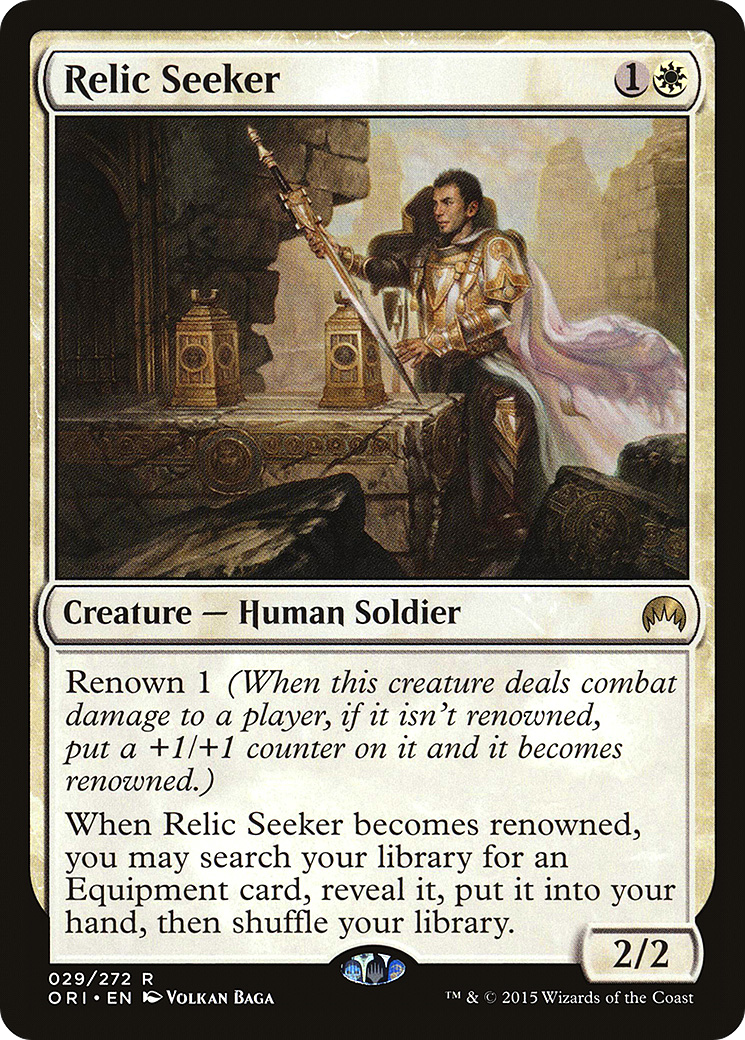 Relic Seeker
1
Creature — Human Soldier
Renown 1 (When this creature deals combat
damage to a player, if it isn't renowned,
put a +1/+1 counter on it and it becomes
renowned.)
When Relic Seeker becomes renowned,
you may search your library for an
Equipment card, reveal it, put it into your
hand, then shuffle your library.
2/2
029/272 R
ORI • EN Volkan Baga
™ & © 2015 Wizards of the Coast